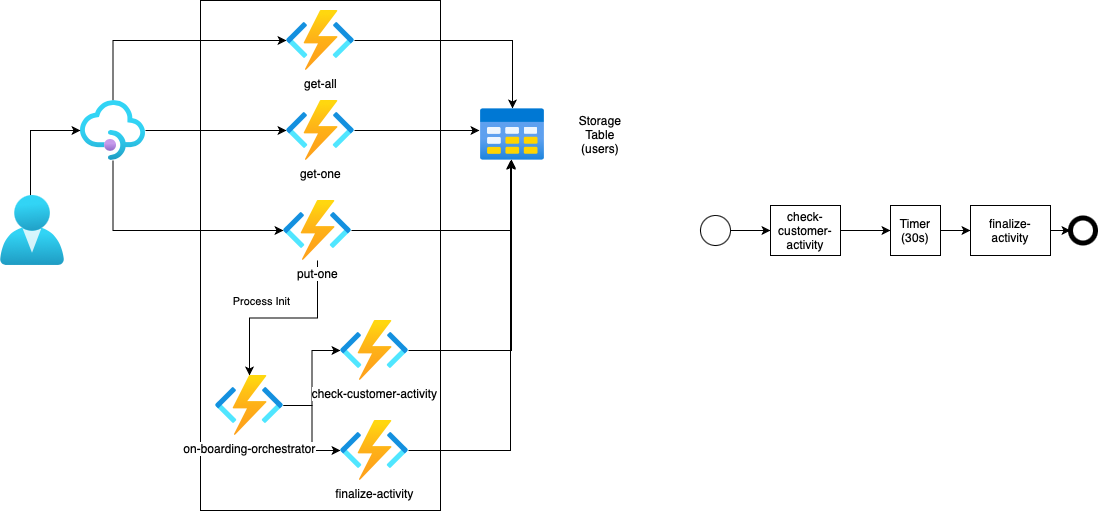 get-all
get-one
Storage
Table
(users)
put-one
Process Init
check-customer-activity
on-boarding-orchestrator
finalize-activity
check-
customer-
activity
Timer
(30s)
finalize-
activity